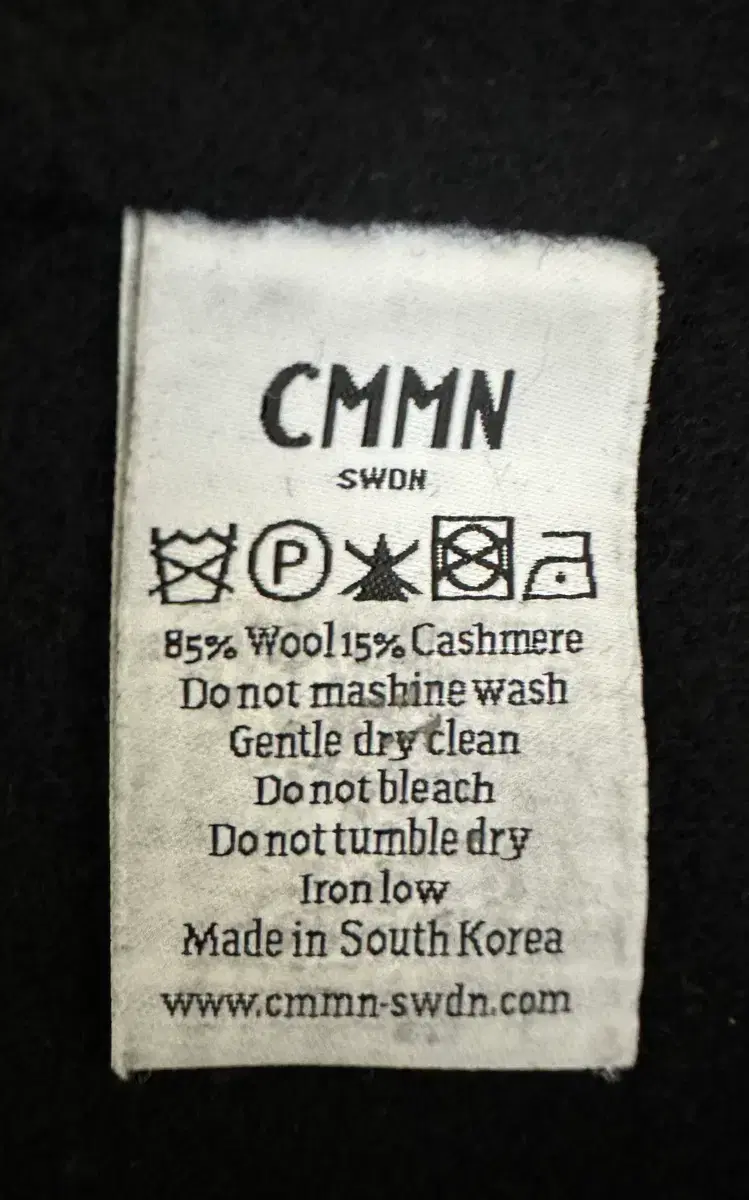 CMMN
SWDN
P
85% Wool 15% Cashmere
Do not mashine wash
Gentle dry clean
Do not bleach
Do not tumble dry
Iron low
Made in South Korea
www.cmmn-swdn.com